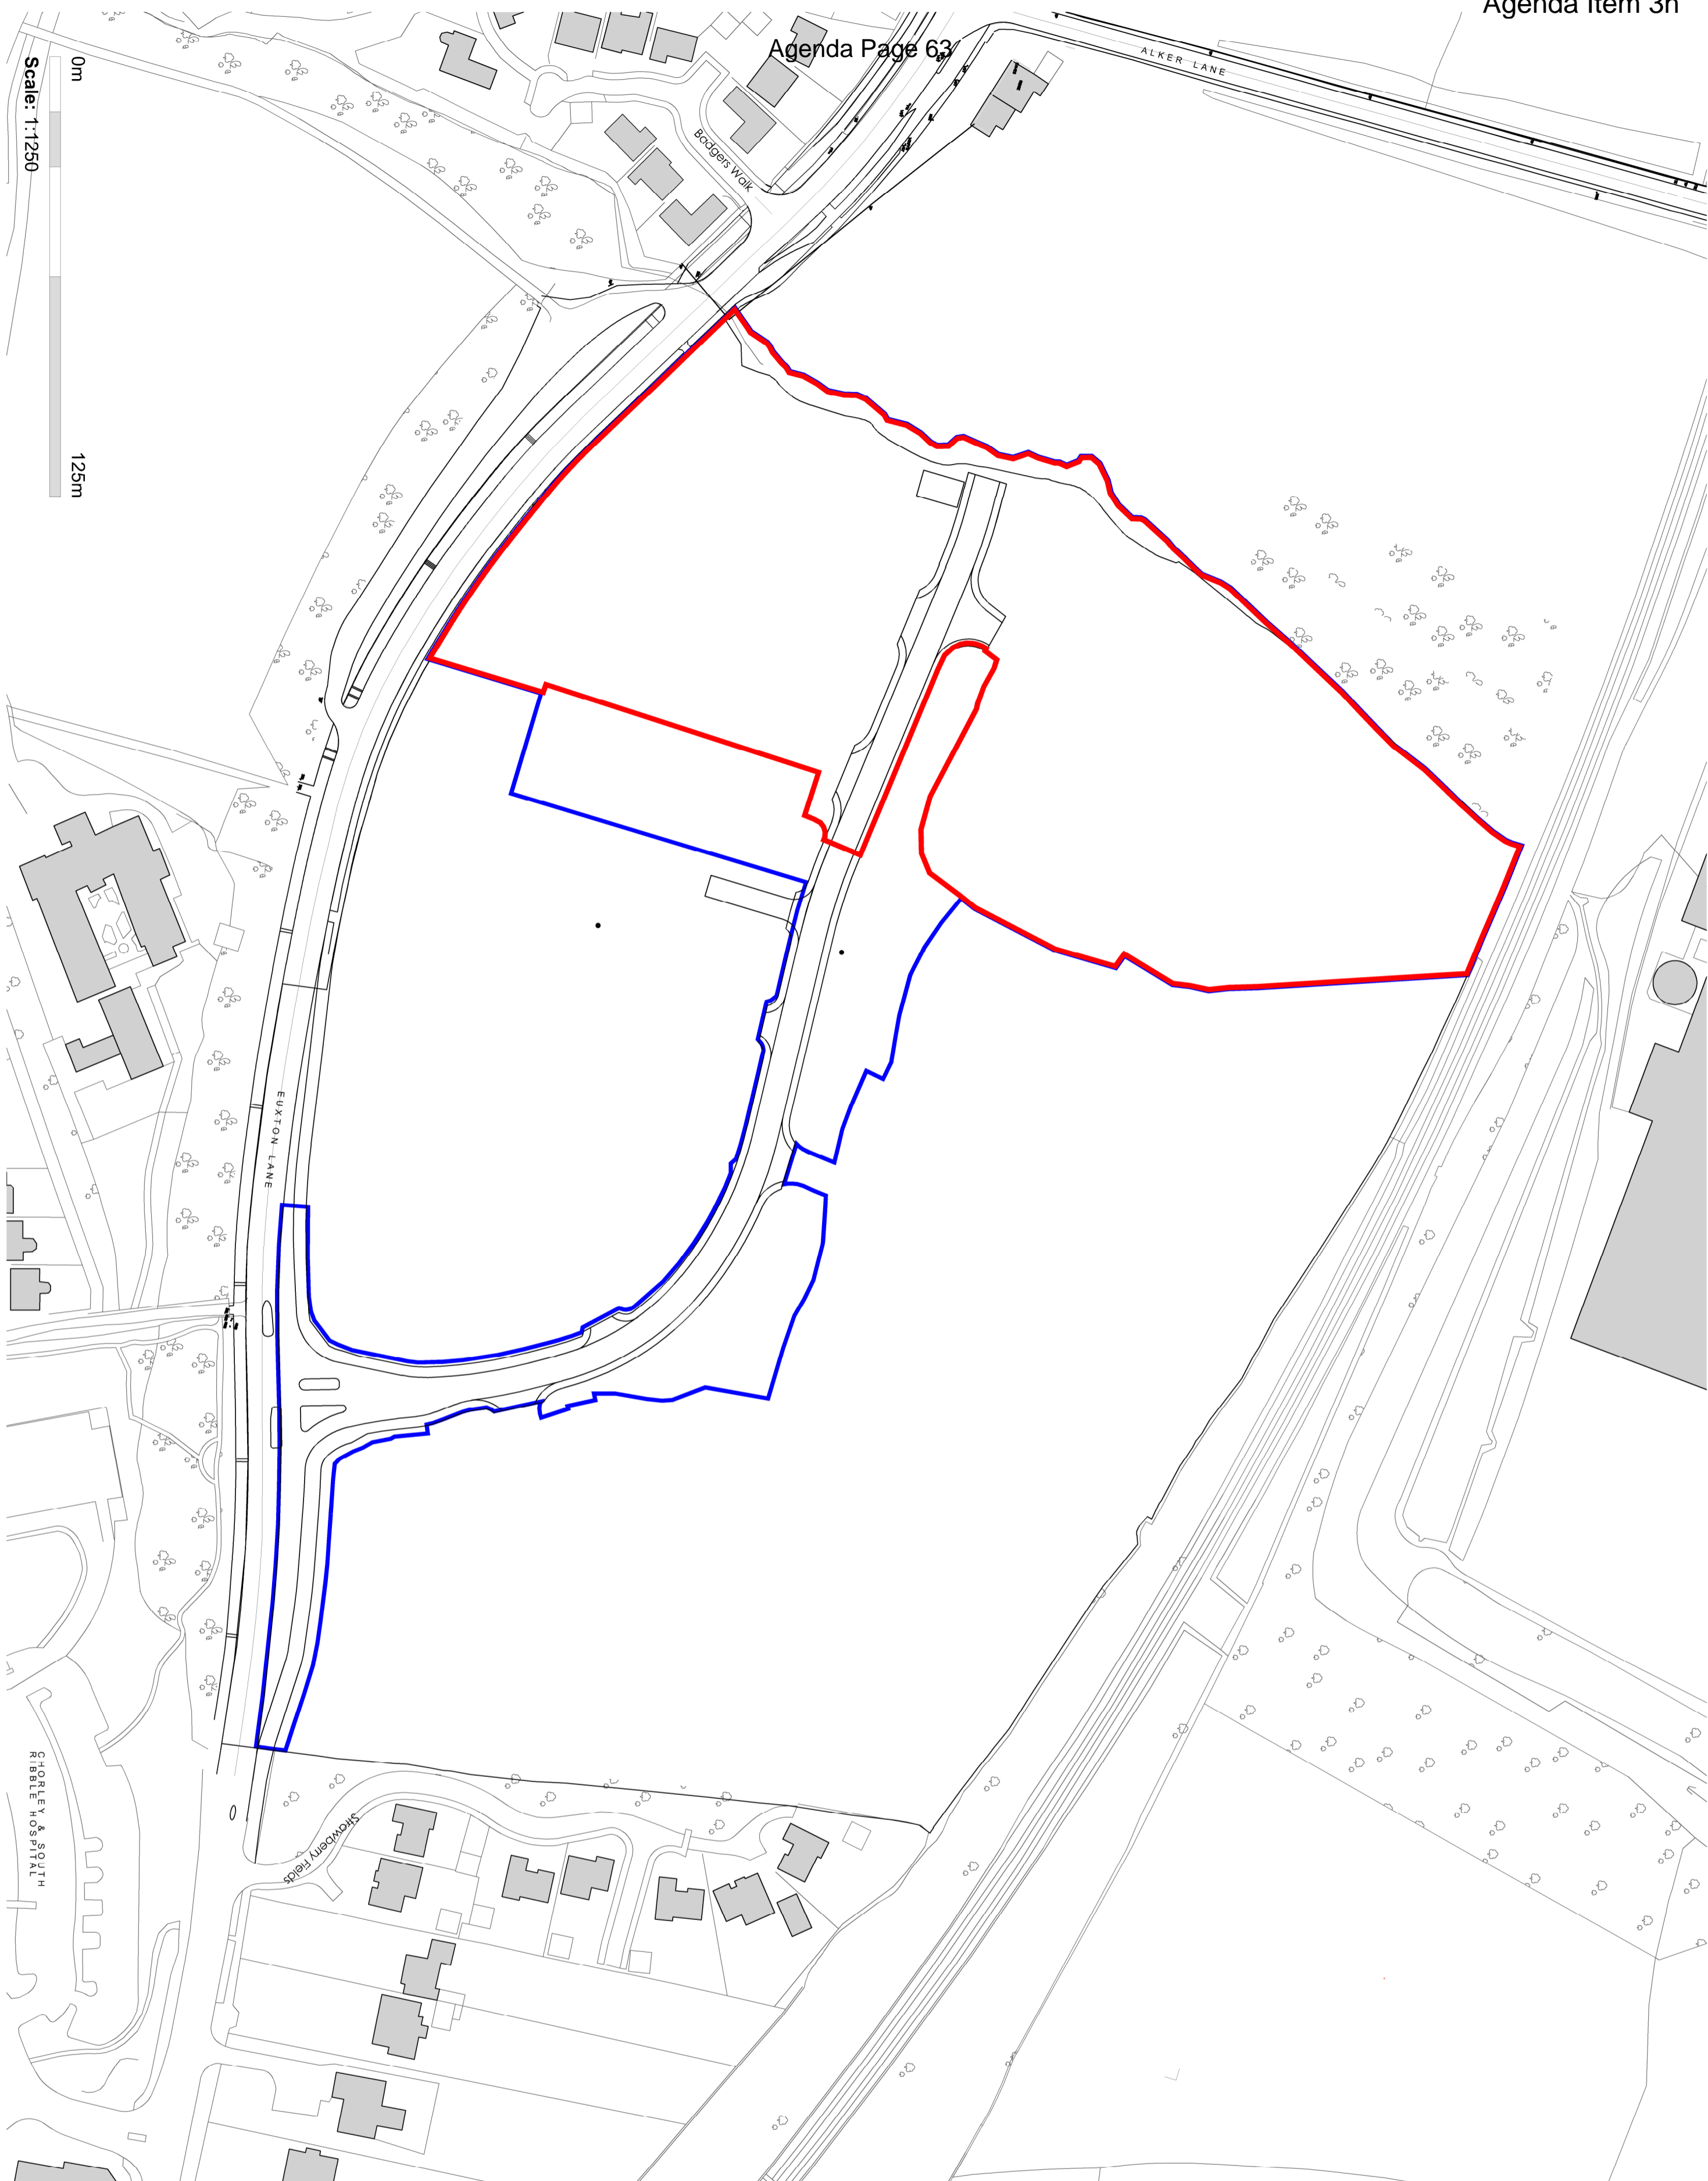 Agenda Item 3h
Agenda Page 63
ALKER LANE
Badgers Walk
0m
125m
Scale: 1:1250
EUXTON LANE
Strawberry Fields
CHORLEY & SOUTH
RIBBLE HOSPITAL